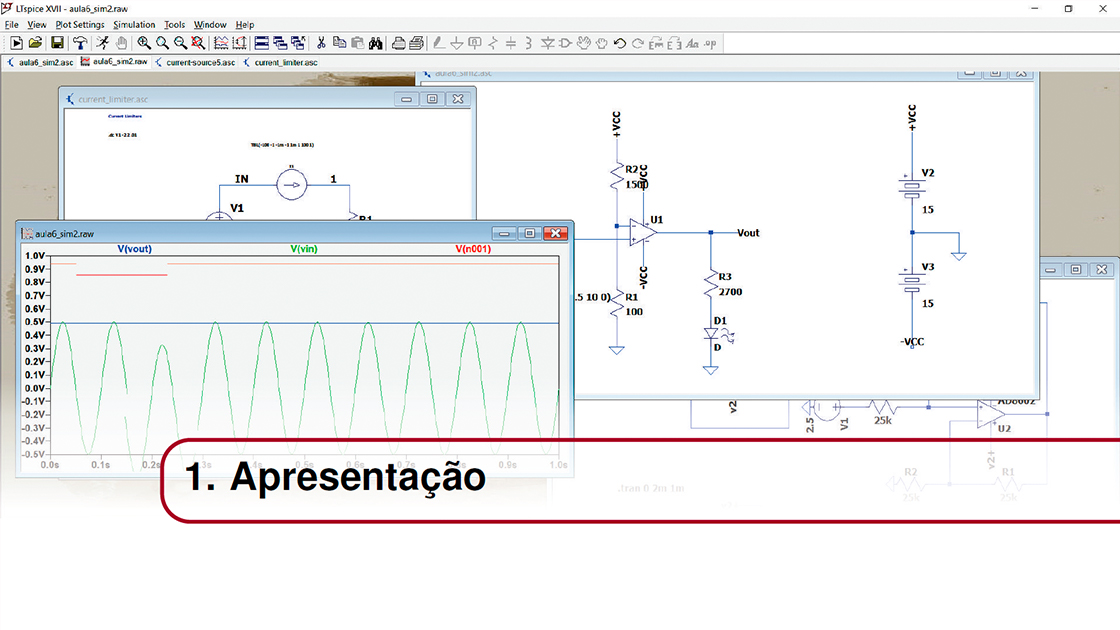 LTspice XVII - aula6_sim2.raw
File View Plot Settings Simulation Tools Window Help
aula6_sim2.asc aula6_sim2.raw current-source5.asc current_limiter.asc
aula6_sim2.asc
current_limiter.asc
Current Limiters
.dc V1 -22 22
IN
1
V1
R1
+VCC
R2
1500
+VCC
U1
Vout
-VCC
.5 10 0)
R1
100
R3
2700
D1
D
+VCC
V2
15
V3
15
-VCC
aula6_sim2.raw
V(vout) V(vin) V(n001)
1.0V
0.9V
0.8V
0.7V
0.6V
0.5V
0.4V
0.3V
0.2V
0.1V
0.0V
-0.1V
-0.2V
-0.3V
-0.4V
-0.5V
0.0s 0.1s 0.2s 0.3s 0.4s 0.5s 0.6s 0.7s 0.8s 0.9s 1.0s
2.5
V1
25k
AD8602
U2
v2+
R2
25k
R1
25k
.tran 0 2m 1m
1. Apresentação